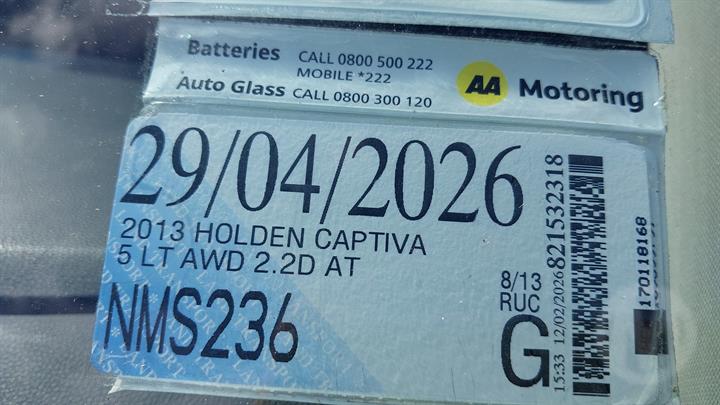 Batteries CALL 0800 500 222
MOBILE *222
Auto Glass CALL 0800 300 120
AA Motoring
29/04/2026
2013 HOLDEN CAPTIVA
5 LT AWD 2.2D AT
NMS236
8/13
RUC
G
15:33 12/02/2026
821532318
170118168